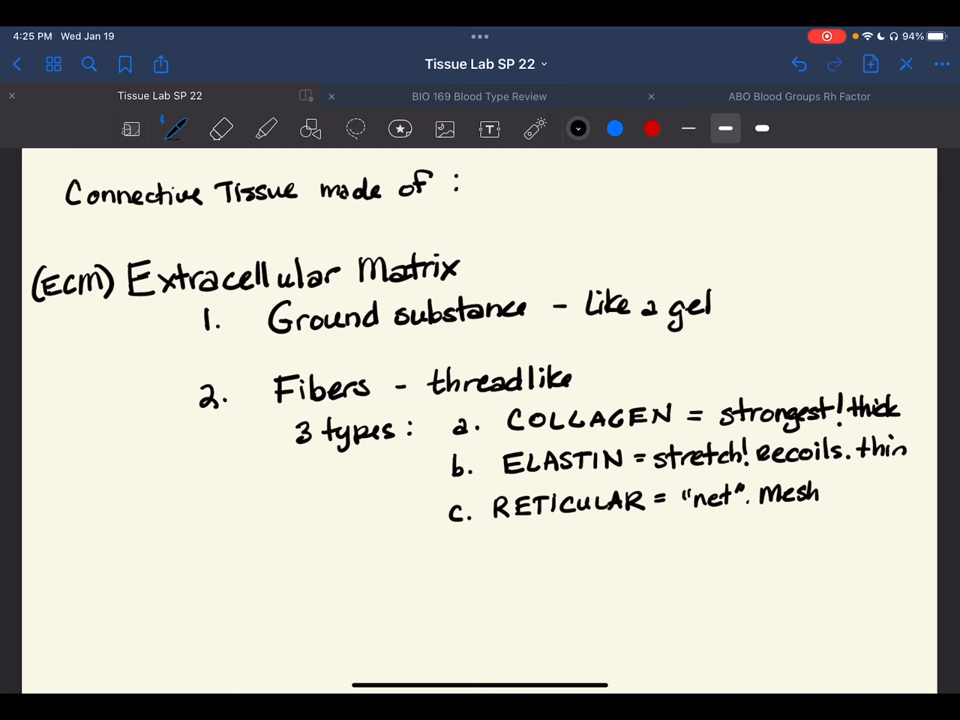 4:25 PM Wed Jan 19
94%
Tissue Lab SP 22
Tissue Lab SP 22
BIO 169 Blood Type Review
ABO Blood Groups Rh Factor
Connective Tissue made of :
(ECM) Extracellular Matrix
1. Ground substance - Like a gel
2. Fibers - threadlike
3 types : a. COLLAGEN = strongest! thick
b. ELASTIN = stretch! Recoils. thin
c. RETICULAR = "net". Mesh